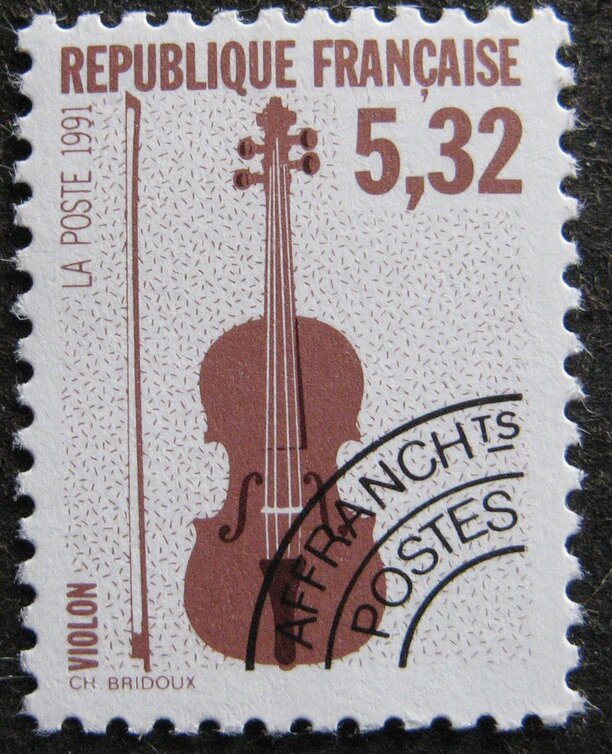 REPUBLIQUE FRANÇAISE
5,32
LA POSTE 1991
AFFRANCHTS
POSTES
VIOLON
CH BRIDOUX